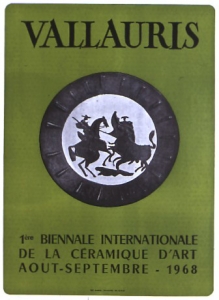 VALLAURIS
1ère BIENNALE INTERNATIONALE
DE LA CÉRAMIQUE D'ART
AOUT-SEPTEMBRE - 1968